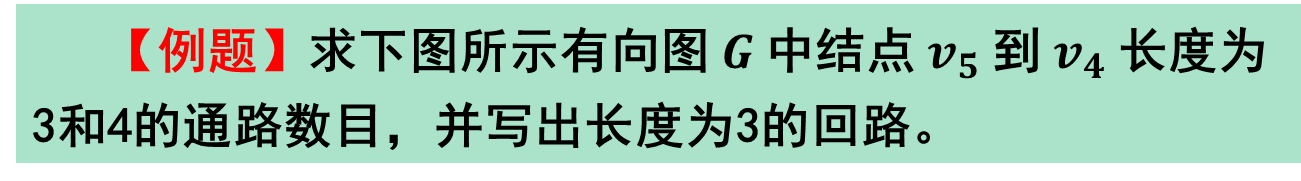 【例题】求下图所示有向图 G 中结点 v₅ 到 v₄ 长度为
3和4的通路数目，并写出长度为3的回路。